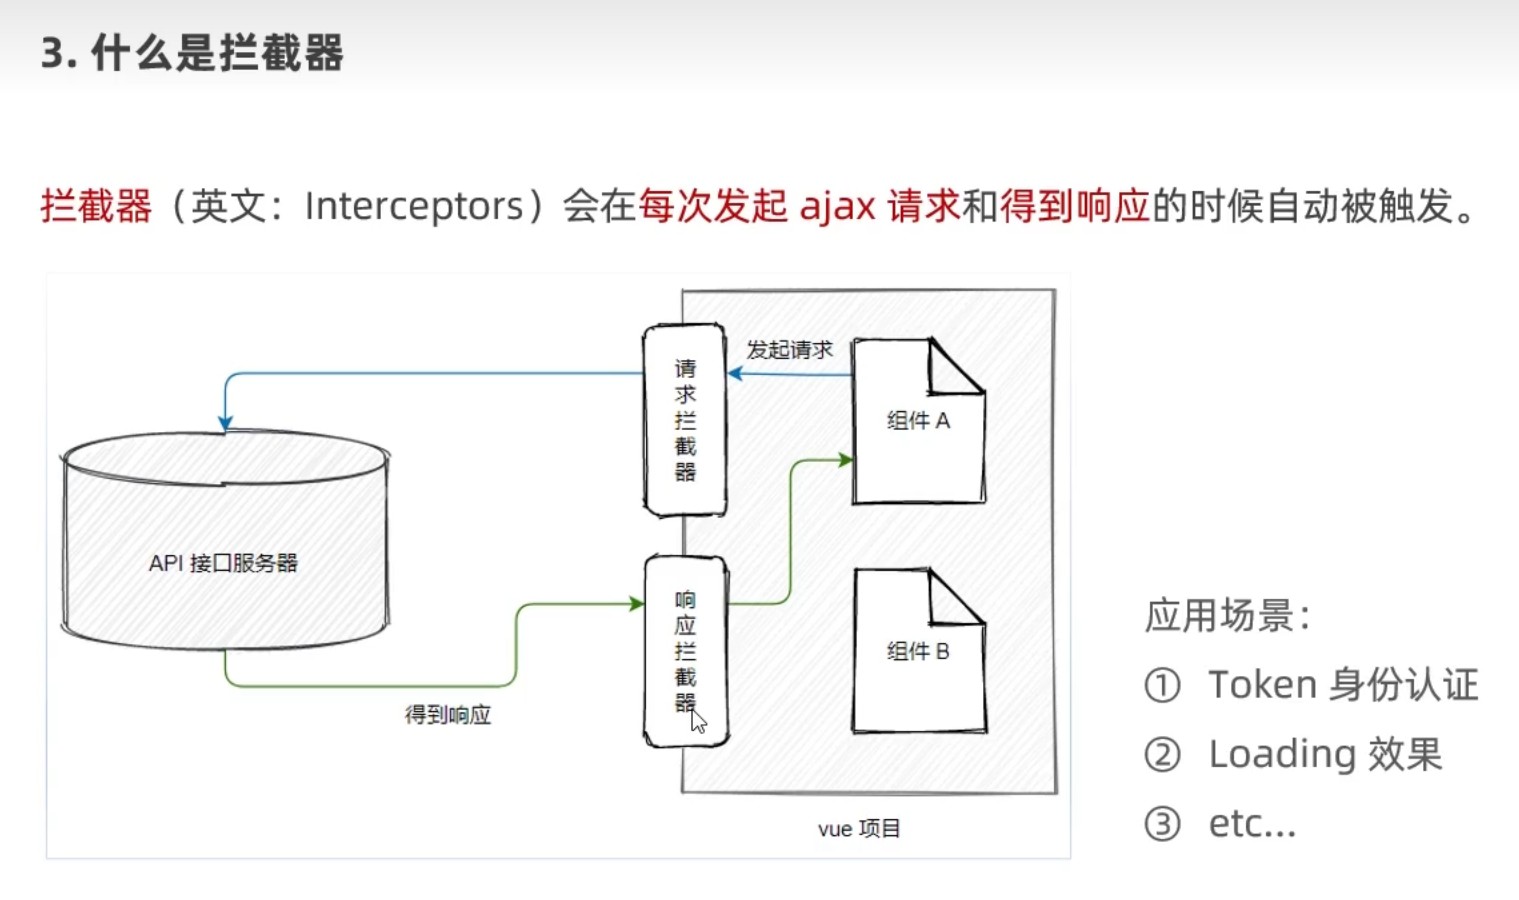 3. 什么是拦截器
拦截器（英文：Interceptors）会在每次发起 ajax 请求和得到响应的时候自动被触发。
发起请求
请求拦截器
组件 A
API 接口服务器
响应拦截器
组件 B
得到响应
vue 项目
应用场景：
① Token 身份认证
② Loading 效果
③ etc...